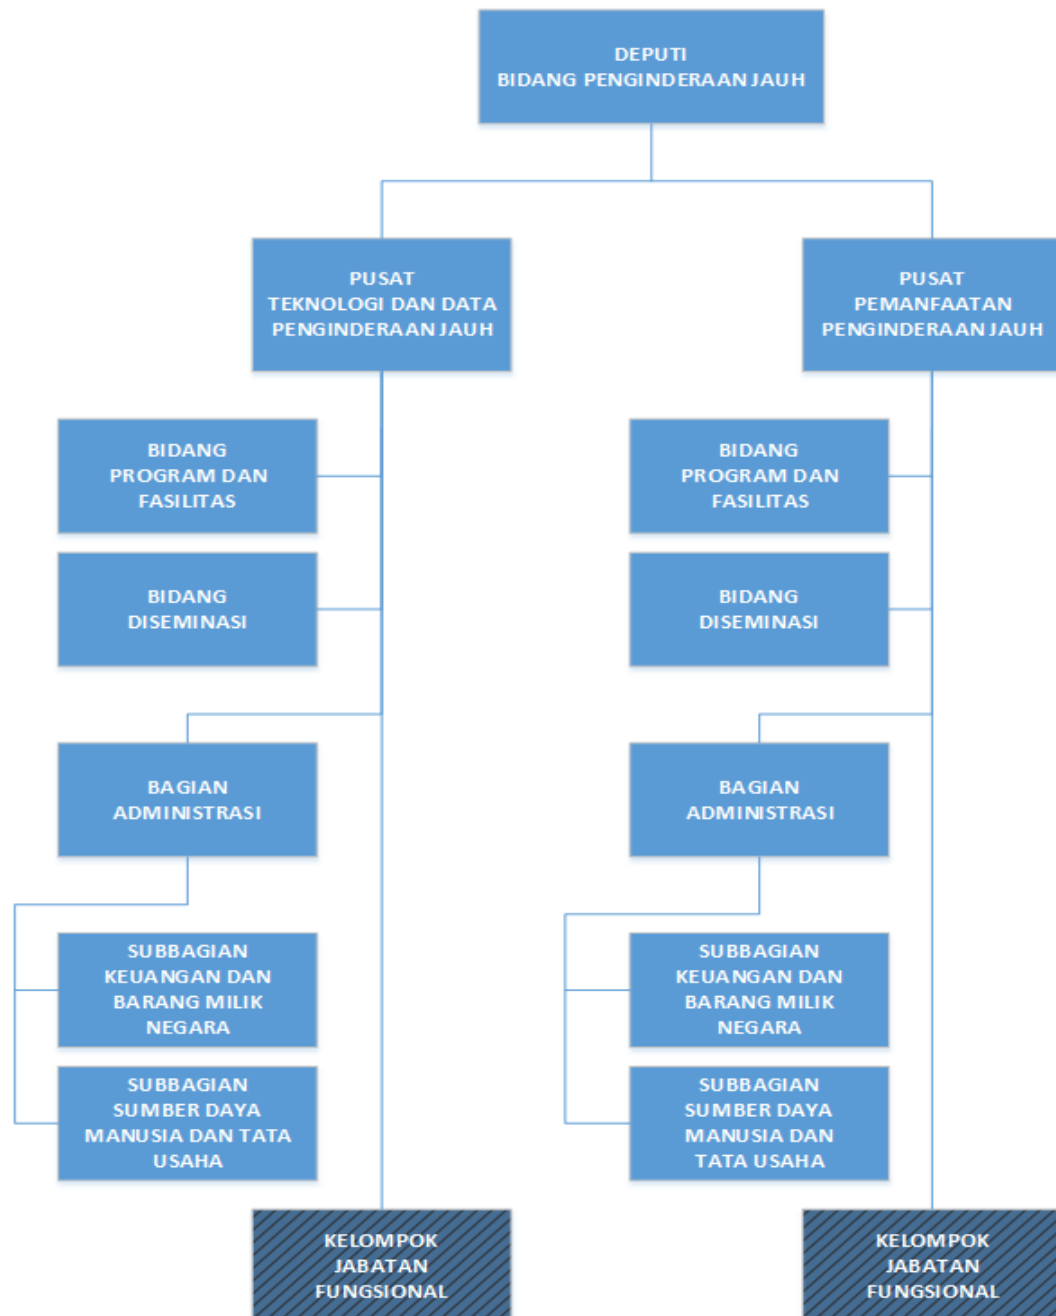 DEPUTI
BIDANG PENGINDERAAN JAUH
PUSAT
TEKNOLOGI DAN DATA
PENGINDERAAN JAUH
PUSAT
PEMANFAATAN
PENGINDERAAN JAUH
BIDANG
PROGRAM DAN
FASILITAS
BIDANG
PROGRAM DAN
FASILITAS
BIDANG
DISEMINASI
BIDANG
DISEMINASI
BAGIAN
ADMINISTRASI
BAGIAN
ADMINISTRASI
SUBBAGIAN
KEUANGAN DAN
BARANG MILIK
NEGARA
SUBBAGIAN
KEUANGAN DAN
BARANG MILIK
NEGARA
SUBBAGIAN
SUMBER DAYA
MANUSIA DAN TATA
USAHA
SUBBAGIAN
SUMBER DAYA
MANUSIA DAN
TATA USAHA
KELOMPOK
JABATAN
FUNGSIONAL
KELOMPOK
JABATAN
FUNGSIONAL